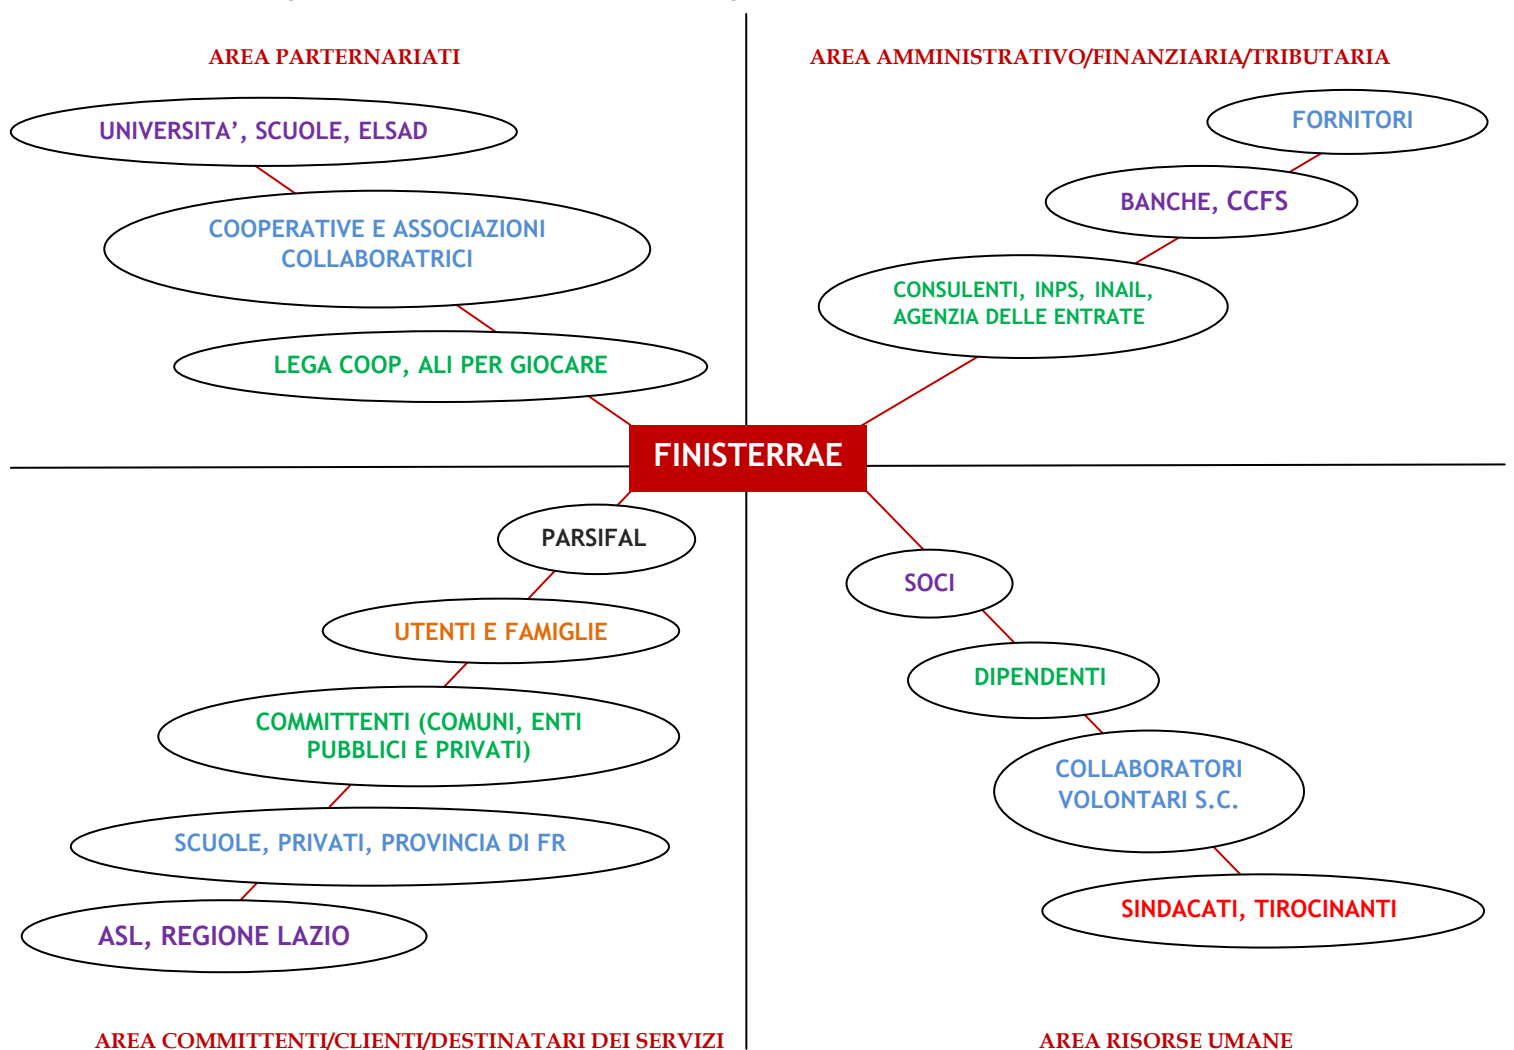 AREA PARTERNARIATI
UNIVERSITA’, SCUOLE, ELSAD
COOPERATIVE E ASSOCIAZIONI
COLLABORATRICI
LEGA COOP, ALI PER GIOCARE
AREA AMMINISTRATIVO/FINANZIARIA/TRIBUTARIA
FORNITORI
BANCHE, CCFS
CONSULENTI, INPS, INAIL,
AGENZIA DELLE ENTRATE
FINISTERRAE
PARSIFAL
UTENTI E FAMIGLIE
COMMITTENTI (COMUNI, ENTI
PUBBLICI E PRIVATI)
SCUOLE, PRIVATI, PROVINCIA DI FR
ASL, REGIONE LAZIO
AREA COMMITTENTI/CLIENTI/DESTINATARI DEI SERVIZI
SOCI
DIPENDENTI
COLLABORATORI
VOLONTARI S.C.
SINDACATI, TIROCINANTI
AREA RISORSE UMANE